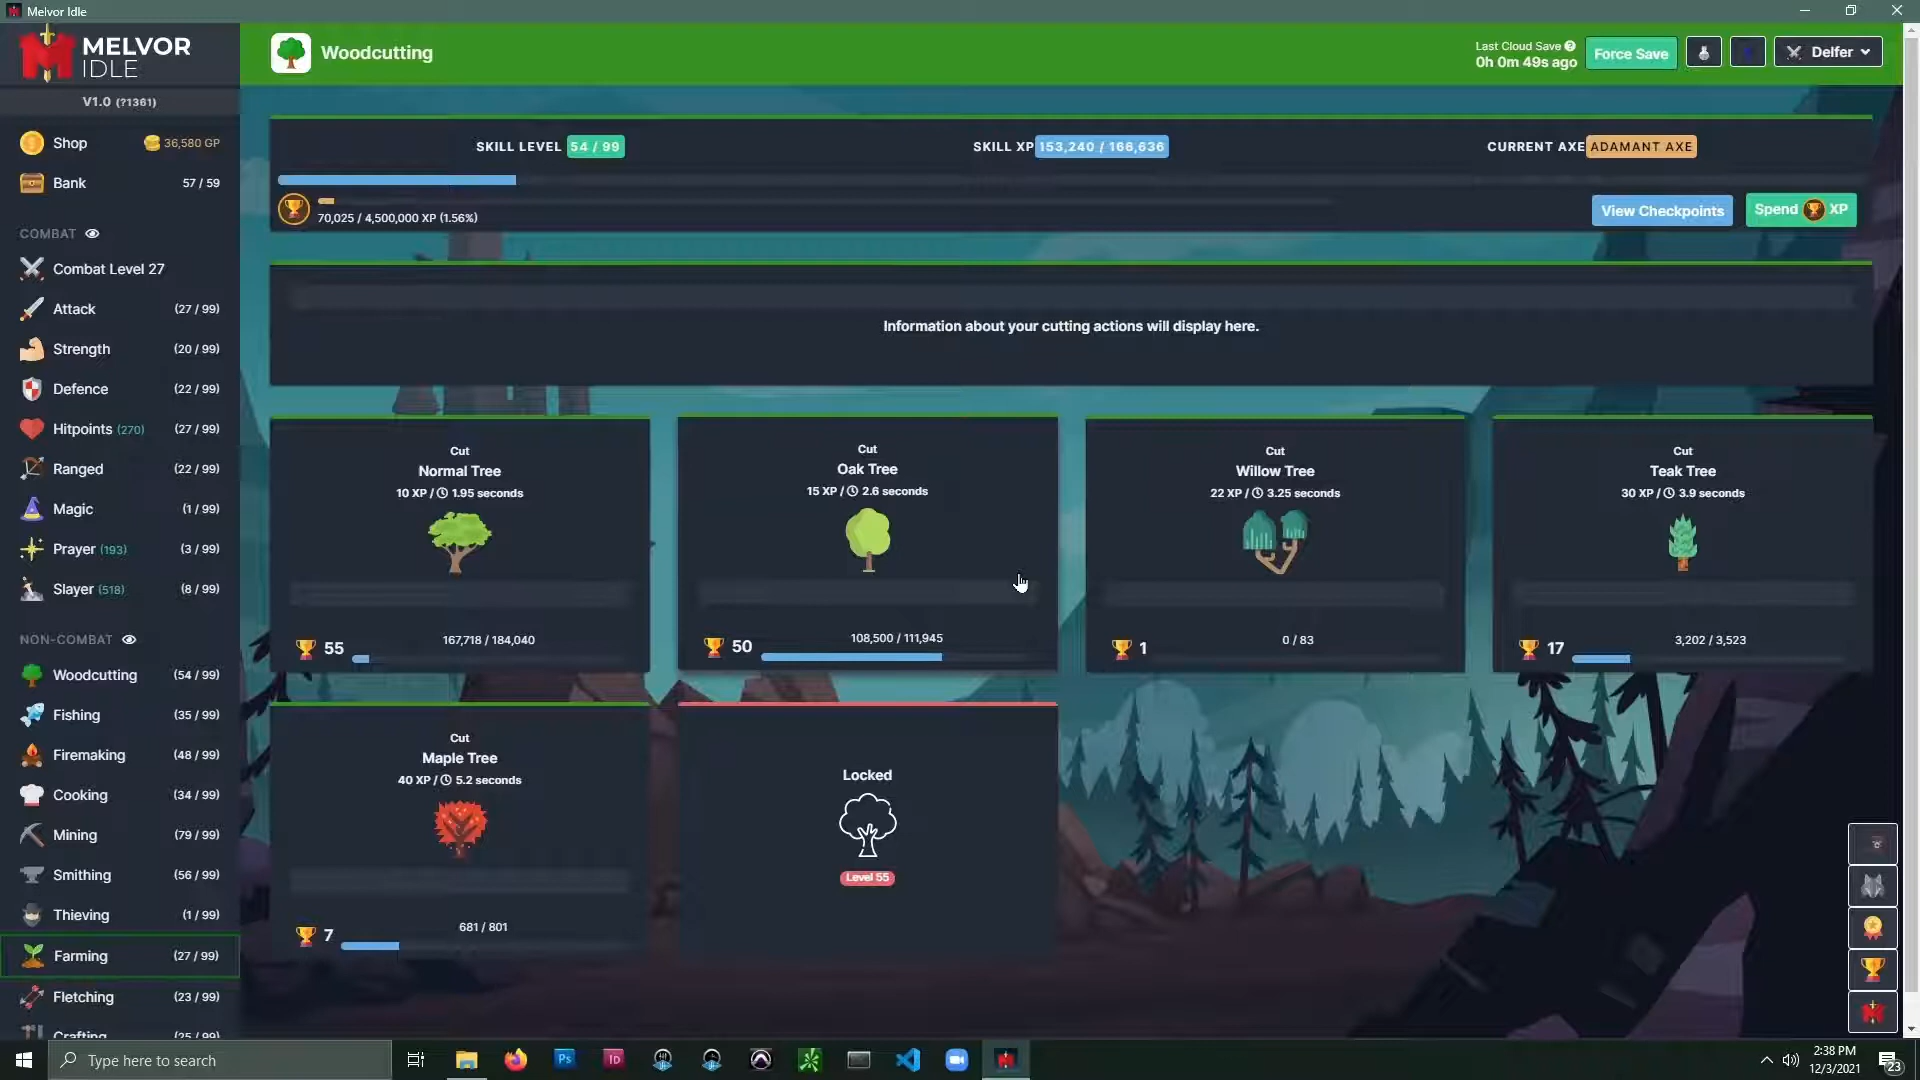 Melvor Idle
MELVOR
IDLE
V1.0 (?1361)
Shop 36,580 GP
Bank 57 / 59
COMBAT
Combat Level 27
Attack (27 / 99)
Strength (20 / 99)
Defence (22 / 99)
Hitpoints (270) (27 / 99)
Ranged (22 / 99)
Magic (1 / 99)
Prayer (193) (3 / 99)
Slayer (518) (8 / 99)
NON-COMBAT
Woodcutting (54 / 99)
Fishing (35 / 99)
Firemaking (48 / 99)
Cooking (34 / 99)
Mining (79 / 99)
Smithing (56 / 99)
Thieving (1 / 99)
Farming (27 / 99)
Fletching (23 / 99)
Crafting (25 / 99)
Woodcutting
Last Cloud Save
0h 0m 49s ago
Force Save
Delfer
SKILL LEVEL 54 / 99
SKILL XP 153,240 / 166,636
CURRENT AXE ADAMANT AXE
70,025 / 4,500,000 XP (1.56%)
View Checkpoints
Spend XP
Information about your cutting actions will display here.
Cut
Normal Tree
10 XP / 1.95 seconds
55 167,718 / 184,040
Cut
Oak Tree
15 XP / 2.6 seconds
50 108,500 / 111,945
Cut
Willow Tree
22 XP / 3.25 seconds
1 0 / 83
Cut
Teak Tree
30 XP / 3.9 seconds
17 3,202 / 3,523
Cut
Maple Tree
40 XP / 5.2 seconds
7 681 / 801
Locked
Level 55
Type here to search
Ps
ID
2:38 PM
12/3/2021
23